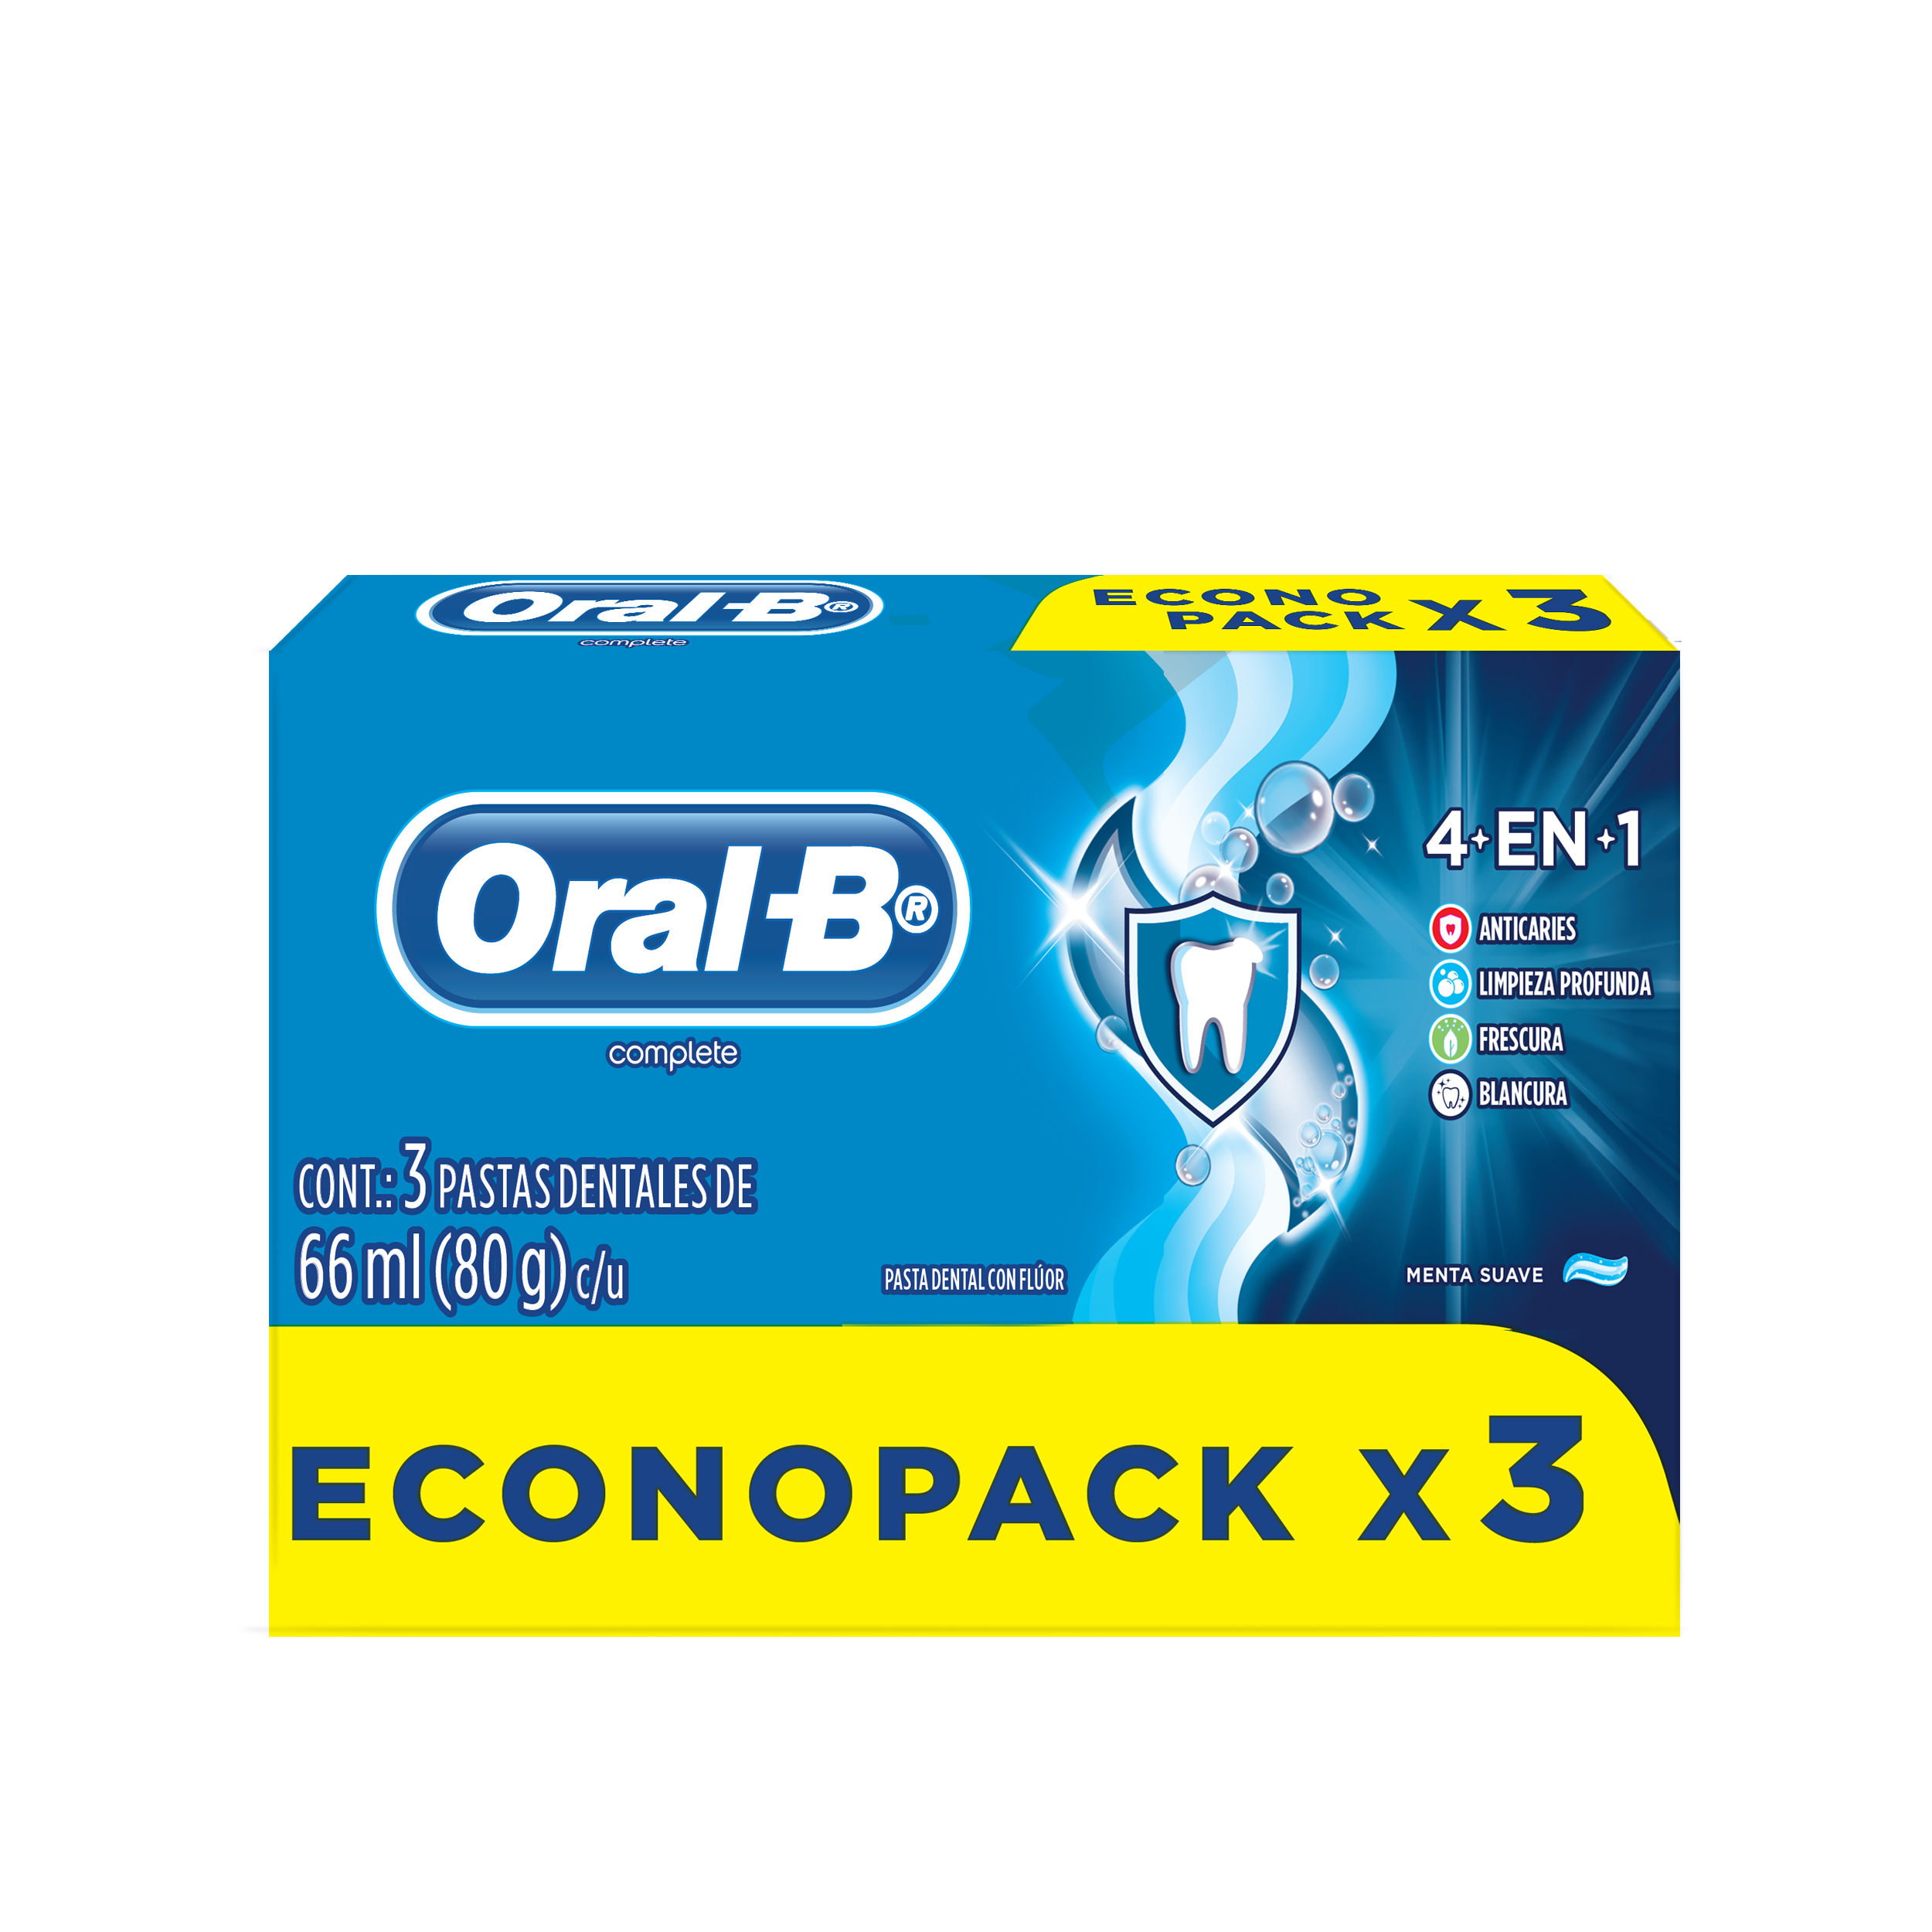 Oral-B®
complete
ECONO
PACK X 3
Oral-B®
complete
4 EN 1
ANTICARIES
LIMPIEZA PROFUNDA
FRESCURA
BLANCURA
CONT.: 3 PASTAS DENTALES DE
66 ml (80 g) c/u
PASTA DENTAL CON FLÚOR
MENTA SUAVE
ECONOPACK X 3